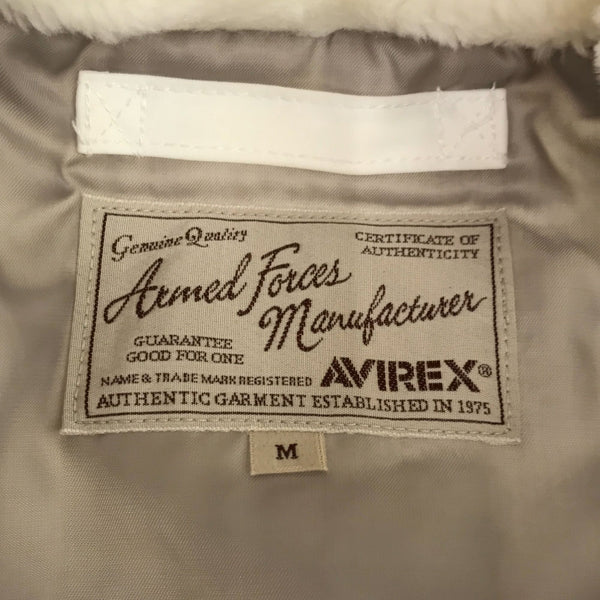 Genuine Quality
CERTIFICATE OF
AUTHENTICITY
Armed Forces
Manufacturer
GUARANTEE
GOOD FOR ONE
NAME & TRADE MARK REGISTERED
AVIREX®
AUTHENTIC GARMENT ESTABLISHED IN 1975
M